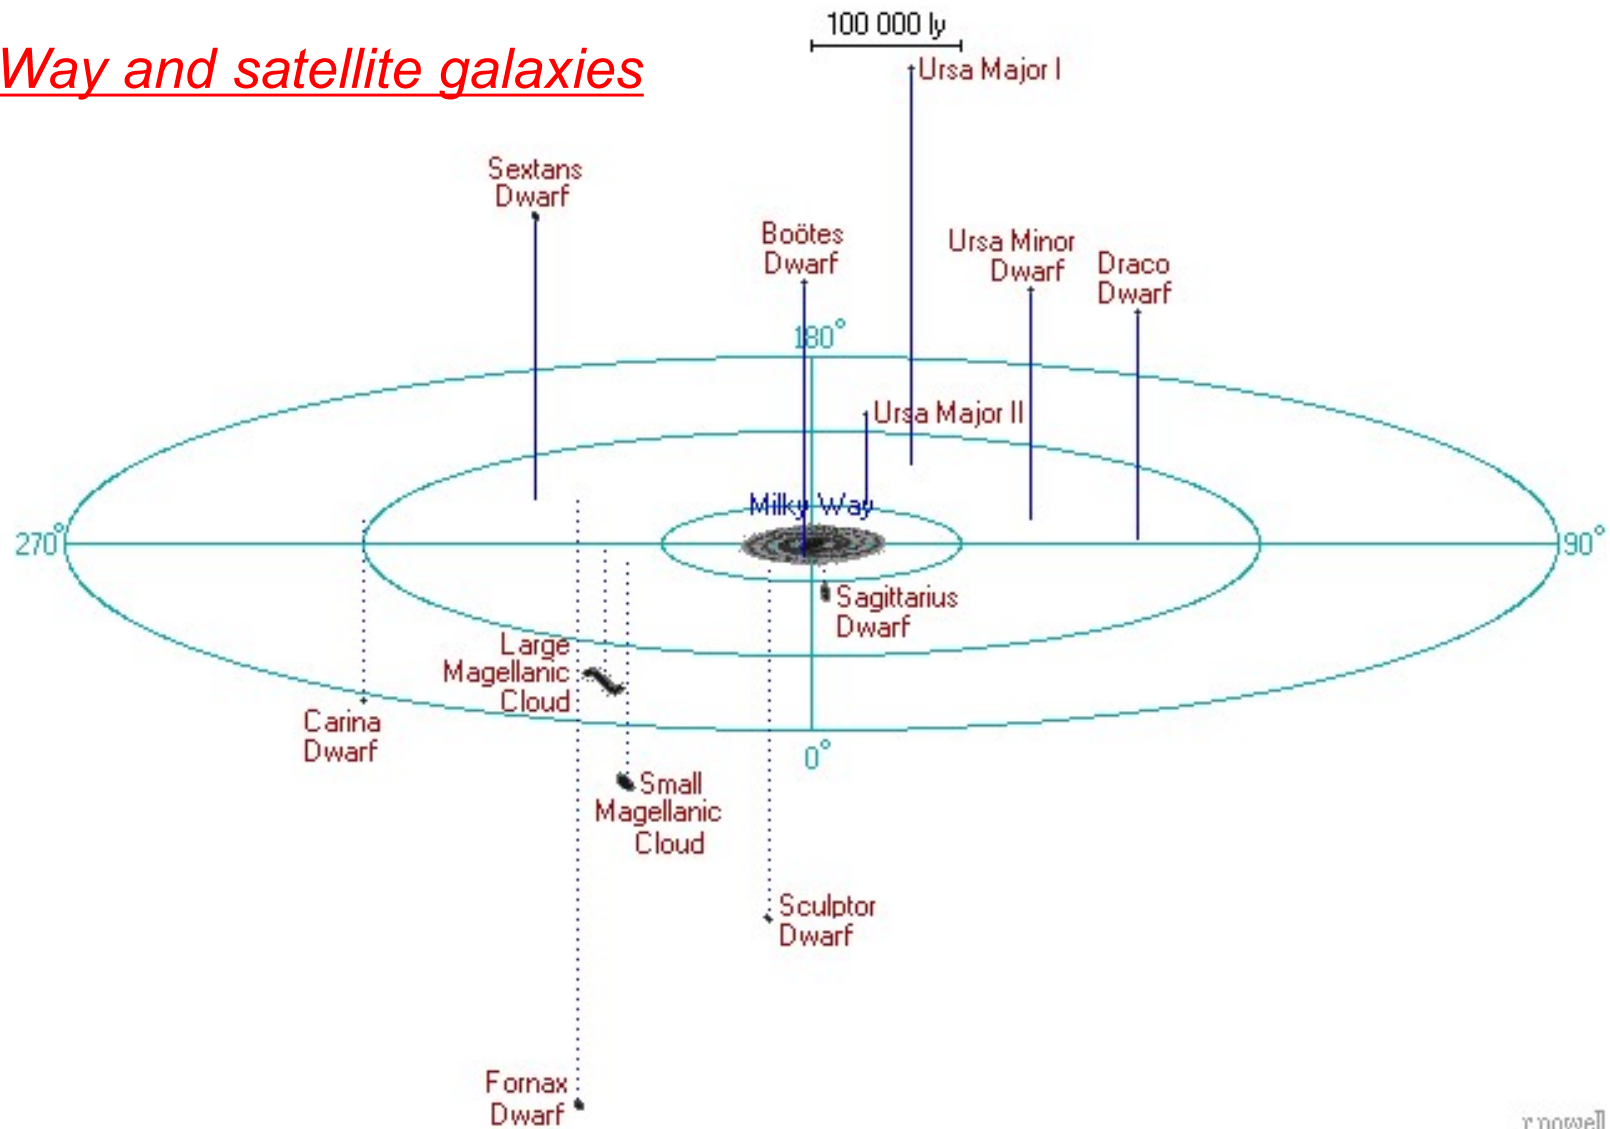 Way and satellite galaxies
100 000 ly
Ursa Major I
Sextans
Dwarf
Boötes
Dwarf
Ursa Minor
Dwarf
Draco
Dwarf
180°
Ursa Major II
Milky Way
270°
90°
Sagittarius
Dwarf
Large
Magellanic
Cloud
Carina
Dwarf
0°
Small
Magellanic
Cloud
Sculptor
Dwarf
Fornax
Dwarf
r powell